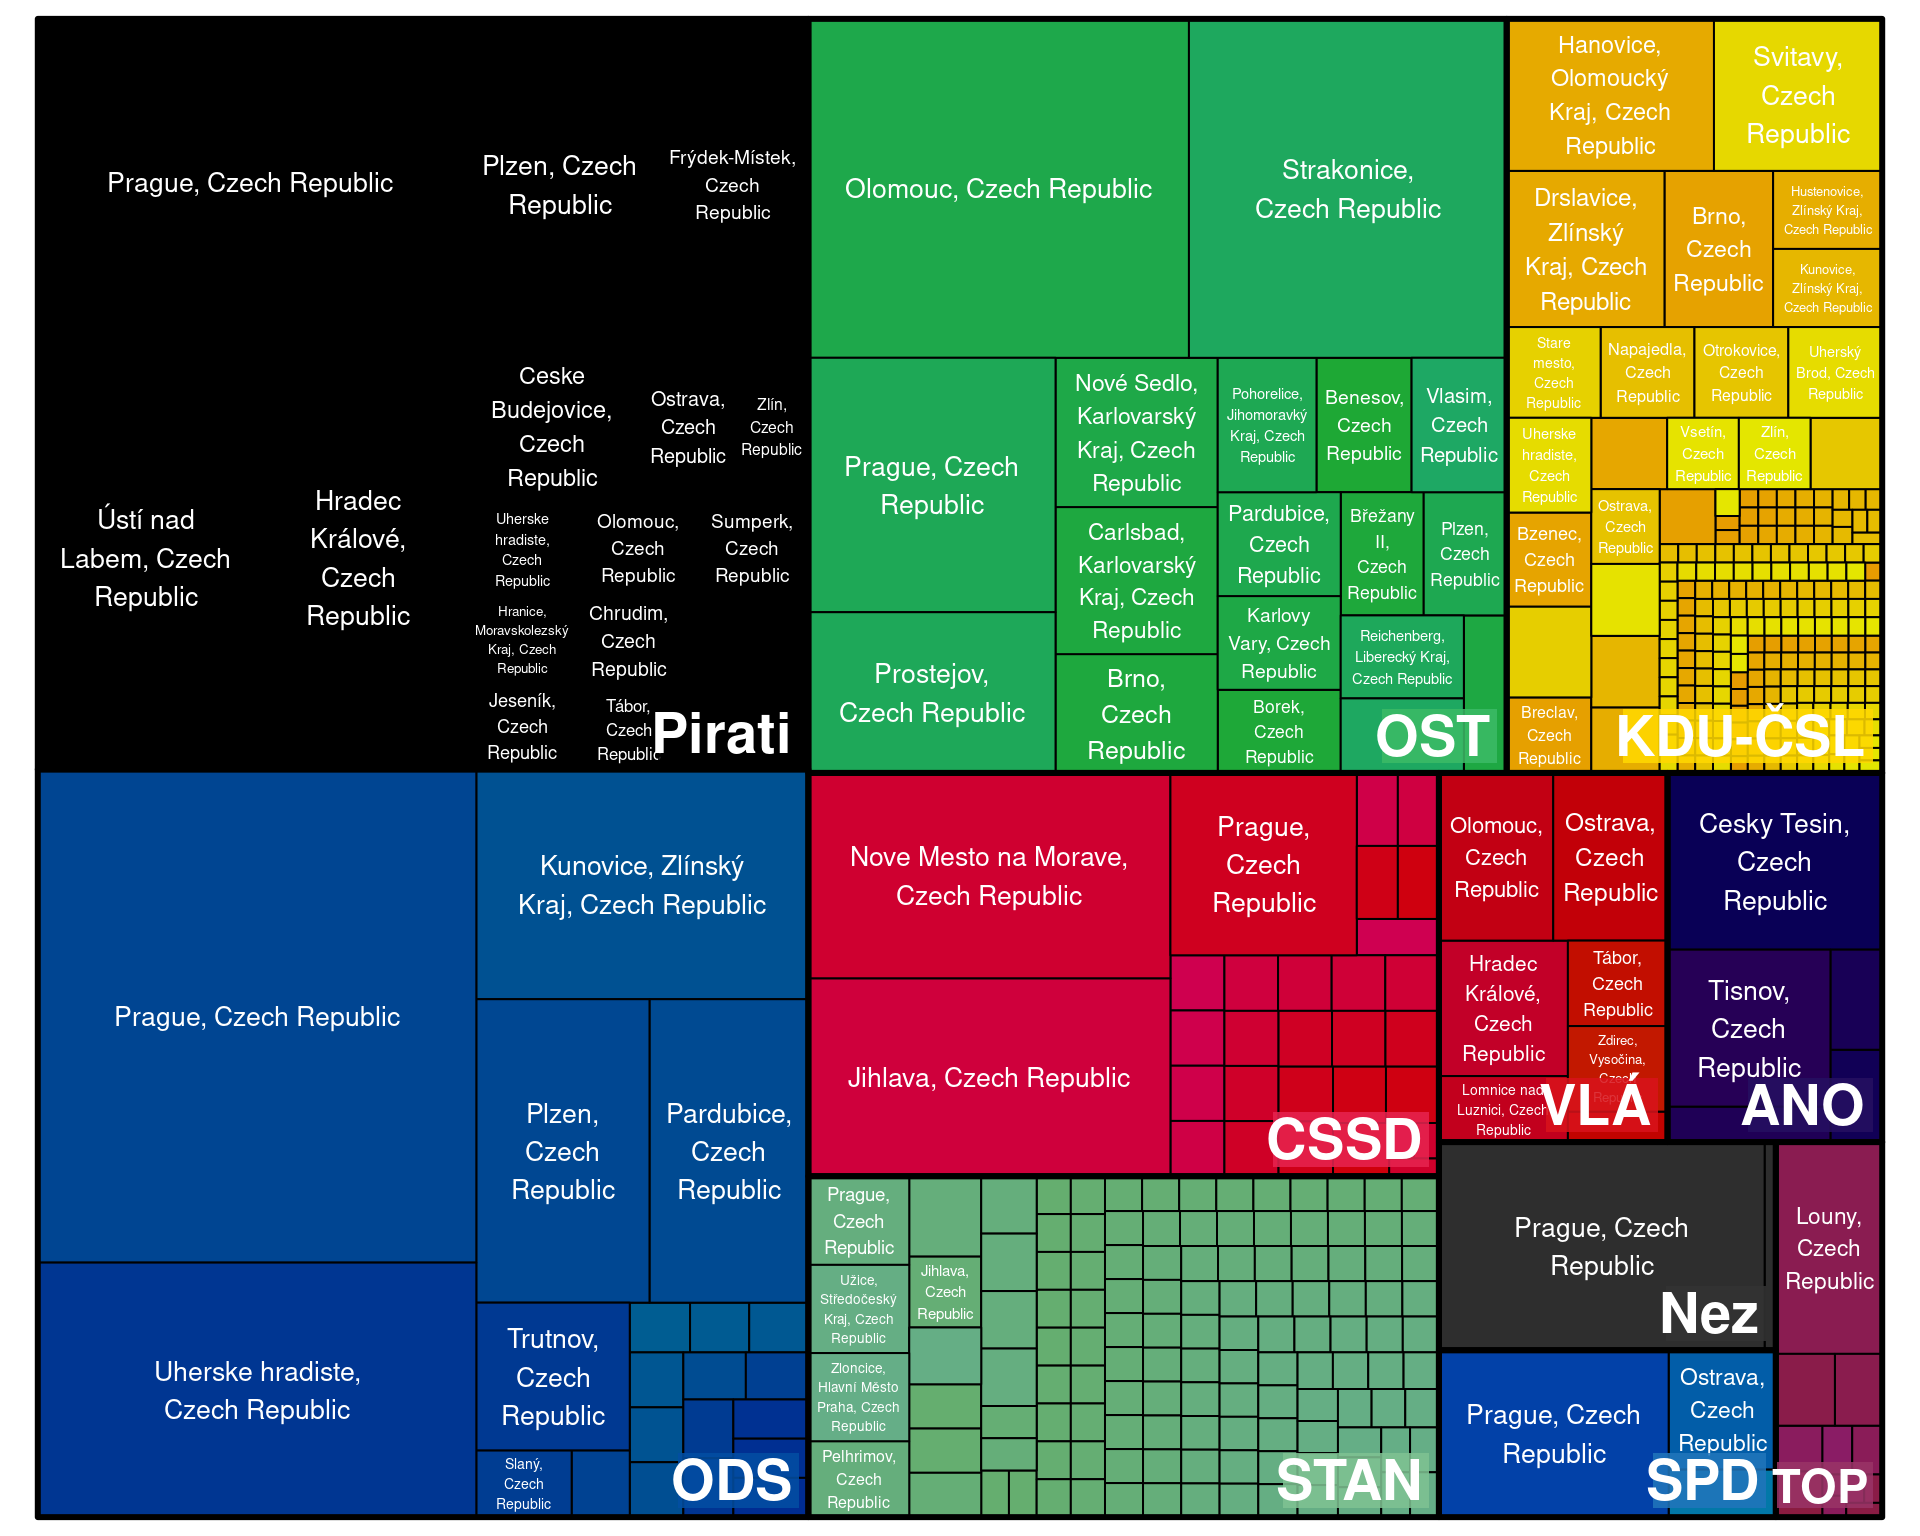 Prague, Czech Republic
Plzen, Czech
Republic
Frýdek-Místek,
Czech
Republic
Ústí nad
Labem, Czech
Republic
Hradec
Králové,
Czech
Republic
Ceske
Budejovice,
Czech
Republic
Ostrava,
Czech
Republic
Zlín,
Czech
Republic
Uherske
hradiste,
Czech
Republic
Olomouc,
Czech
Republic
Sumperk,
Czech
Republic
Hranice,
Moravskolezský
Kraj, Czech
Republic
Chrudim,
Czech
Republic
Jeseník,
Czech
Republic
Tábor,
Czech
Republic
Pirati
Olomouc, Czech Republic
Strakonice,
Czech Republic
Prague, Czech
Republic
Prostejov,
Czech Republic
Nové Sedlo,
Karlovarský
Kraj, Czech
Republic
Carlsbad,
Karlovarský
Kraj, Czech
Republic
Brno,
Czech
Republic
Pohorelice,
Jihomoravký
Kraj, Czech
Republic
Benesov,
Czech
Republic
Vlasim,
Czech
Republic
Pardubice,
Czech
Republic
Břežany
II,
Czech
Republic
Plzen,
Czech
Republic
Karlovy
Vary, Czech
Republic
Reichenberg,
Liberecký Kraj,
Czech Republic
Borek,
Czech
Republic
OST
Hanovice,
Olomoucký
Kraj, Czech
Republic
Svitavy,
Czech
Republic
Drslavice,
Zlínský
Kraj, Czech
Republic
Brno,
Czech
Republic
Hustenovice,
Zlínský Kraj,
Czech Republic
Kunovice,
Zlínský Kraj,
Czech Republic
Stare
mesto,
Czech
Republic
Napajedla,
Czech
Republic
Otrokovice,
Czech
Republic
Uherský
Brod, Czech
Republic
Uherske
hradiste,
Czech
Republic
Vsetín,
Czech
Republic
Zlín,
Czech
Republic
Ostrava,
Czech
Republic
Bzenec,
Czech
Republic
Breclav,
Czech
Republic
KDU-ČSL
Prague, Czech Republic
Uherske hradiste,
Czech Republic
Kunovice, Zlínský
Kraj, Czech Republic
Plzen,
Czech
Republic
Pardubice,
Czech
Republic
Trutnov,
Czech
Republic
Slaný,
Czech
Republic
ODS
Nove Mesto na Morave,
Czech Republic
Jihlava, Czech Republic
Prague,
Czech
Republic
CSSD
Prague,
Czech
Republic
Užice,
Středočeský
Kraj, Czech
Republic
Zloncice,
Hlavní Město
Praha, Czech
Republic
Pelhrimov,
Czech
Republic
Jihlava,
Czech
Republic
STAN
Olomouc,
Czech
Republic
Ostrava,
Czech
Republic
Hradec
Králové,
Czech
Republic
Tábor,
Czech
Republic
Zdirec,
Vysočina,
Czech
Republic
Lomnice nad
Luznici, Czech
Republic
VLÁ
Cesky Tesin,
Czech
Republic
Tisnov,
Czech
Republic
ANO
Prague, Czech
Republic
Nez
Prague, Czech
Republic
Ostrava,
Czech
Republic
SPD
Louny,
Czech
Republic
TOP